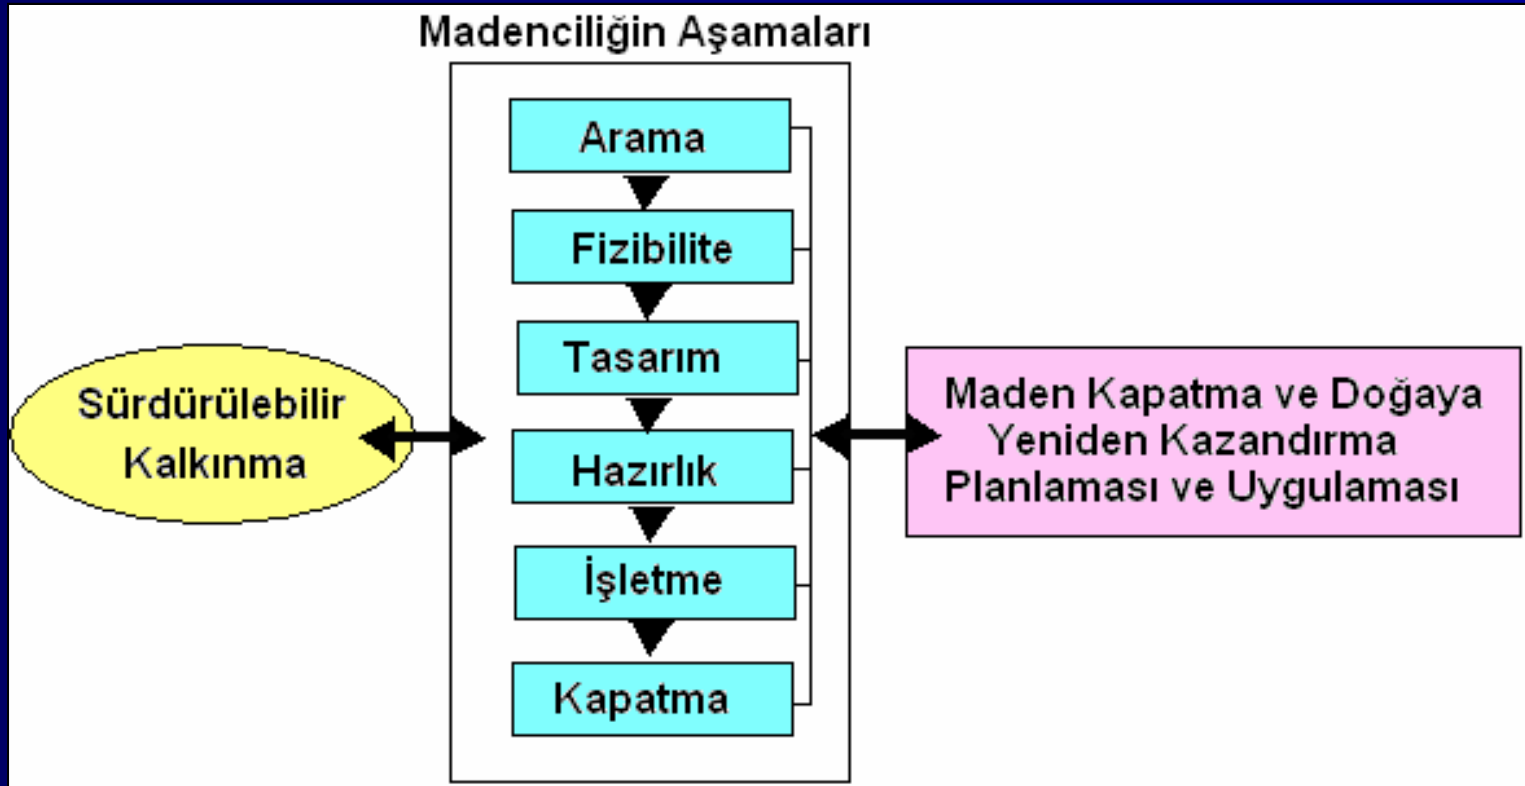 Madenciliğin Aşamaları
Arama
Fizibilite
Tasarım
Hazırlık
İşletme
Kapatma
Sürdürülebilir
Kalkınma
Maden Kapatma ve Doğaya
Yeniden Kazandırma
Planlaması ve Uygulaması